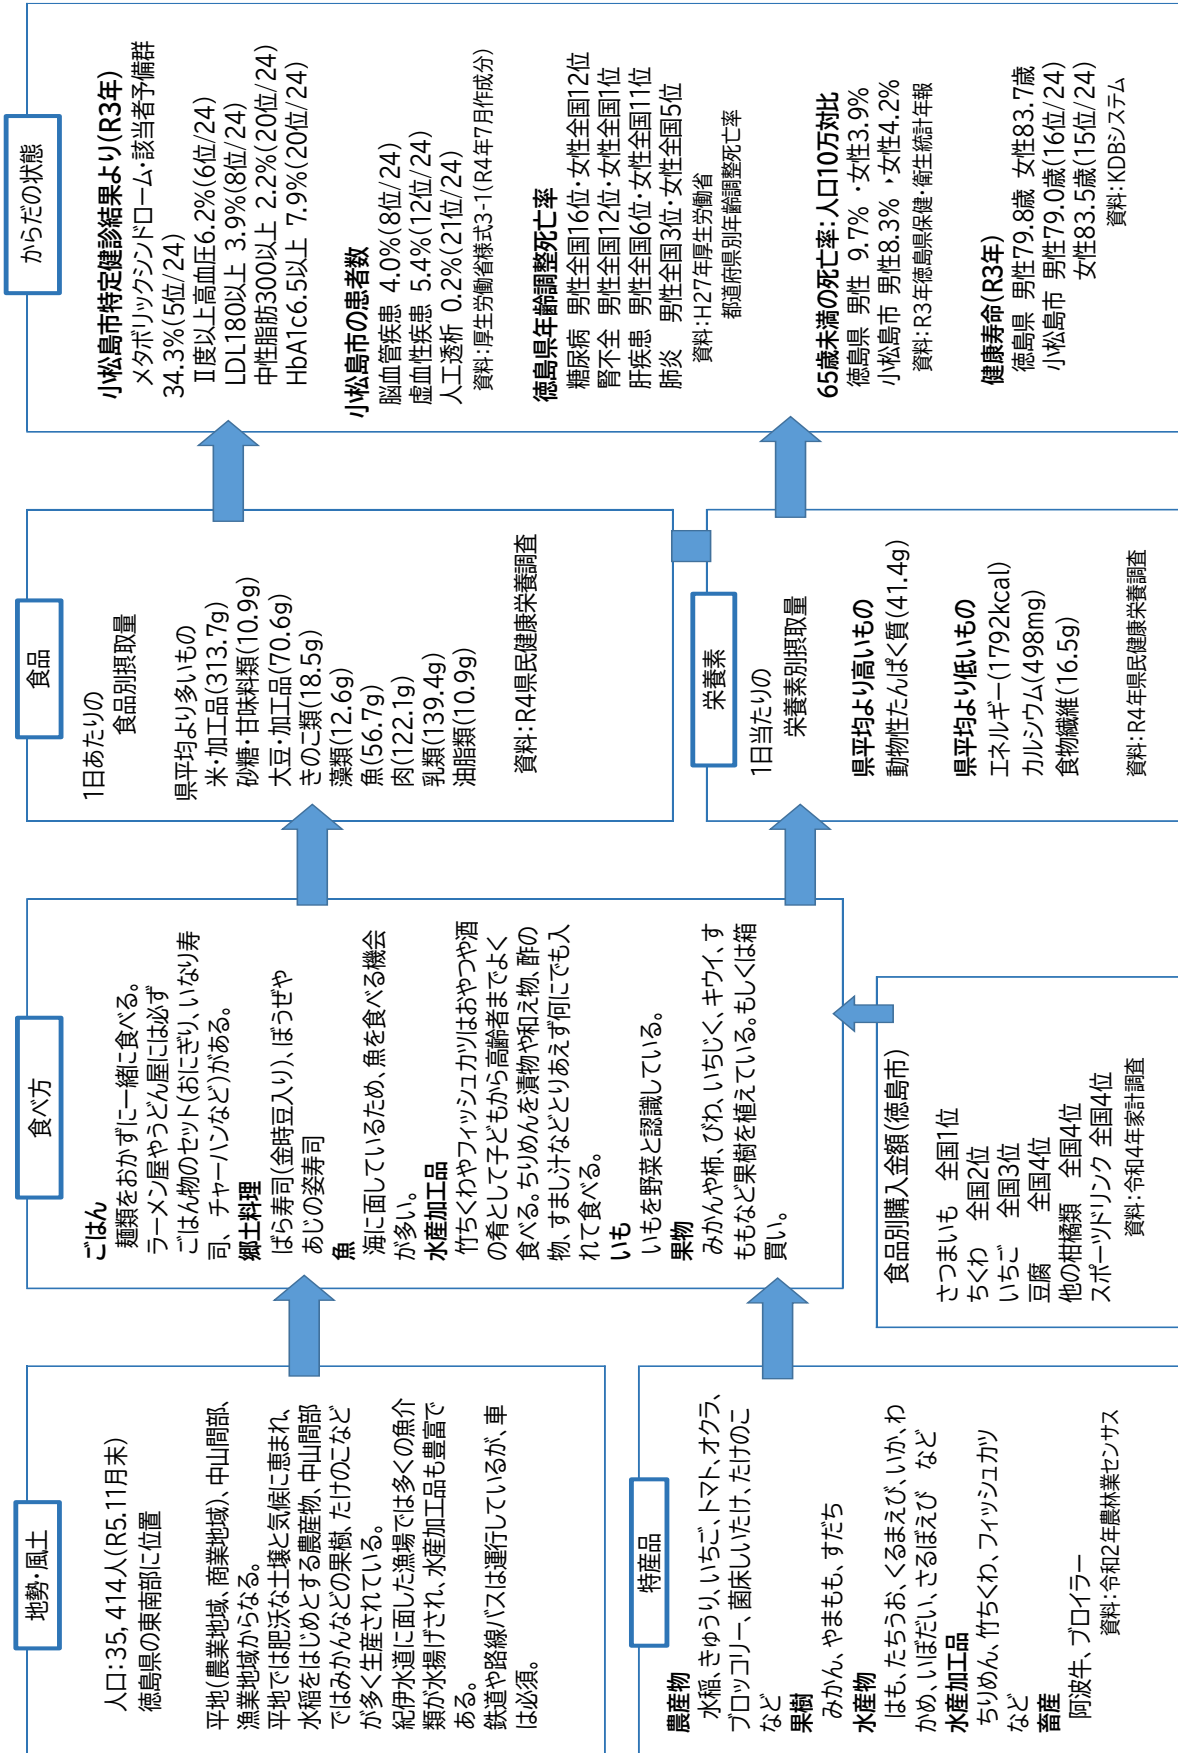 地勢・風土
人口：35，414人（R5.11月末）
徳島県の東南部に位置
平地（農業地域、商業地域）、中山間部、
漁業地域からなる。
平地では肥沃な土壌と気候に恵まれ、
水稲をはじめとする農産物、中山間部
ではみかんなどの果樹、たけのこなど
が多く生産されている。
紀伊水道に面した漁場では多くの魚介
類が水揚げされ、水産加工品も豊富で
ある。
鉄道や路線バスは運行しているが、車
は必須。
特産品
農産物
水稲、きゅうり、いちご、トマト、オクラ、
ブロッコリー、菌床しいたけ、たけのこ
など
果樹
みかん、やまもも、すだち
水産物
はも、たちうお、くるまえび、いか、わ
かめ、いぼだい、さるぼえび　など
水産加工品
ちりめん、竹ちくわ、フィッシュカツ
など
畜産
阿波牛、ブロイラー
資料：令和2年農林業センサス
食べ方
ごはん
麺類をおかずに一緒に食べる。
ラーメン屋やうどん屋には必ず
ごはん物のセット（おにぎり、いなり寿
司、チャーハンなど）がある。
郷土料理
ばら寿司（金時豆入り）、ぼうぜや
あじの姿寿司
魚
海に面しているため、魚を食べる機会
が多い。
水産加工品
竹ちくわやフィッシュカツはおやつや酒
の肴として子どもから高齢者までよく
食べる。ちりめんを漬物や和え物、酢の
物、すまし汁などとりあえず何にでも入
れて食べる。
いも
いもを野菜と認識している。
果物
みかんや柿、びわ、いちじく、キウイ、す
ももなど果樹を植えている。もしくは箱
買い。
食品別購入金額（徳島市）
さつまいも　全国1位
ちくわ　全国2位
いちご　全国3位
豆腐　全国4位
他の柑橘類　全国4位
スポーツドリンク 全国4位
資料：令和4年家計調査
食品
1日あたりの
食品別摂取量
県平均より多いもの
米・加工品（313.7g）
砂糖・甘味料類（10.9g）
大豆・加工品（70.6g）
きのこ類（18.5g）
藻類（12.6g）
魚（56.7g）
肉（122.1g）
乳類（139.4g）
油脂類（10.9g）
資料：R4県民健康栄養調査
栄養素
1日当たりの
栄養素別摂取量
県平均より高いもの
動物性たんぱく質（41.4g）
県平均より低いもの
エネルギー（1792kcal）
カルシウム（498mg）
食物繊維（16.5g）
資料：R4年県民健康栄養調査
からだの状態
小松島市特定健診結果より（R3年）
メタボリックシンドローム・該当者予備群
34.3%（5位/24）
Ⅱ度以上高血圧6.2%（6位/24）
LDL180以上 3.9%（8位/24）
中性脂肪300以上 2.2%（20位/24）
HbA1c6.5以上 7.9%（20位/24）
小松島市の患者数
脳血管疾患 4.0%（8位/24）
虚血性疾患 5.4%（12位/24）
人工透析 0.2%（21位/24）
資料：厚生労働省様式3-1（R4年7月作成分）
徳島県年齢調整死亡率
糖尿病 男性全国16位・女性全国12位
腎不全 男性全国12位・女性全国1位
肝疾患 男性全国6位・女性全国11位
肺炎 男性全国3位・女性全国5位
資料：H27年厚生労働省
都道府県別年齢調整死亡率
65歳未満の死亡率：人口10万対比
徳島県 男性 9.7% ・女性3.9%
小松島市 男性8.3% ・女性4.2%
資料：R3年徳島県保健・衛生統計年報
健康寿命（R3年）
徳島県 男性79.8歳 女性83.7歳
小松島市 男性79.0歳（16位/24）
女性83.5歳（15位/24）
資料：KDBシステム